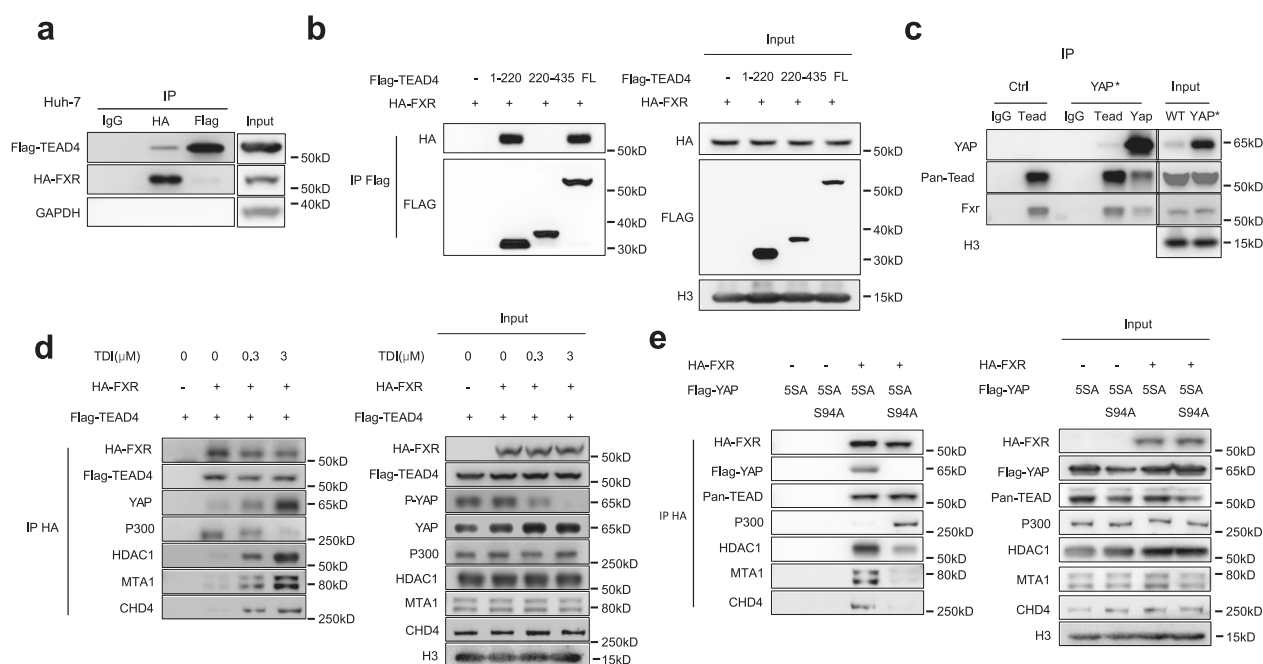 a
Huh-7
IP
IgG HA Flag Input
Flag-TEAD4
50kD
HA-FXR
50kD
40kD
GAPDH
b
Flag-TEAD4 - 1-220 220-435 FL
HA-FXR + + + +
IP Flag
HA
50kD
FLAG
50kD
40kD
30kD
Input
Flag-TEAD4 - 1-220 220-435 FL
HA-FXR + + + +
HA
50kD
FLAG
50kD
40kD
30kD
H3
15kD
c
IP
Ctrl YAP* Input
IgG Tead IgG Tead Yap WT YAP*
YAP
65kD
Pan-Tead
50kD
Fxr
50kD
H3
15kD
d
TDI(μM) 0 0 0.3 3
HA-FXR - + + +
Flag-TEAD4 + + + +
IP HA
HA-FXR
50kD
Flag-TEAD4
50kD
YAP
65kD
P300
250kD
HDAC1
50kD
MTA1
80kD
CHD4
250kD
Input
TDI(μM) 0 0 0.3 3
HA-FXR - + + +
Flag-TEAD4 + + + +
HA-FXR
50kD
Flag-TEAD4
50kD
P-YAP
65kD
YAP
65kD
P300
250kD
HDAC1
50kD
MTA1
80kD
CHD4
250kD
H3
15kD
e
HA-FXR - - + +
Flag-YAP 5SA 5SA 5SA 5SA
S94A S94A
IP HA
HA-FXR
50kD
Flag-YAP
65kD
Pan-TEAD
50kD
P300
250kD
HDAC1
50kD
MTA1
80kD
CHD4
250kD
Input
HA-FXR - - + +
Flag-YAP 5SA 5SA 5SA 5SA
S94A S94A
HA-FXR
50kD
Flag-YAP
65kD
Pan-TEAD
50kD
P300
250kD
HDAC1
50kD
MTA1
80kD
CHD4
250kD
H3
15kD